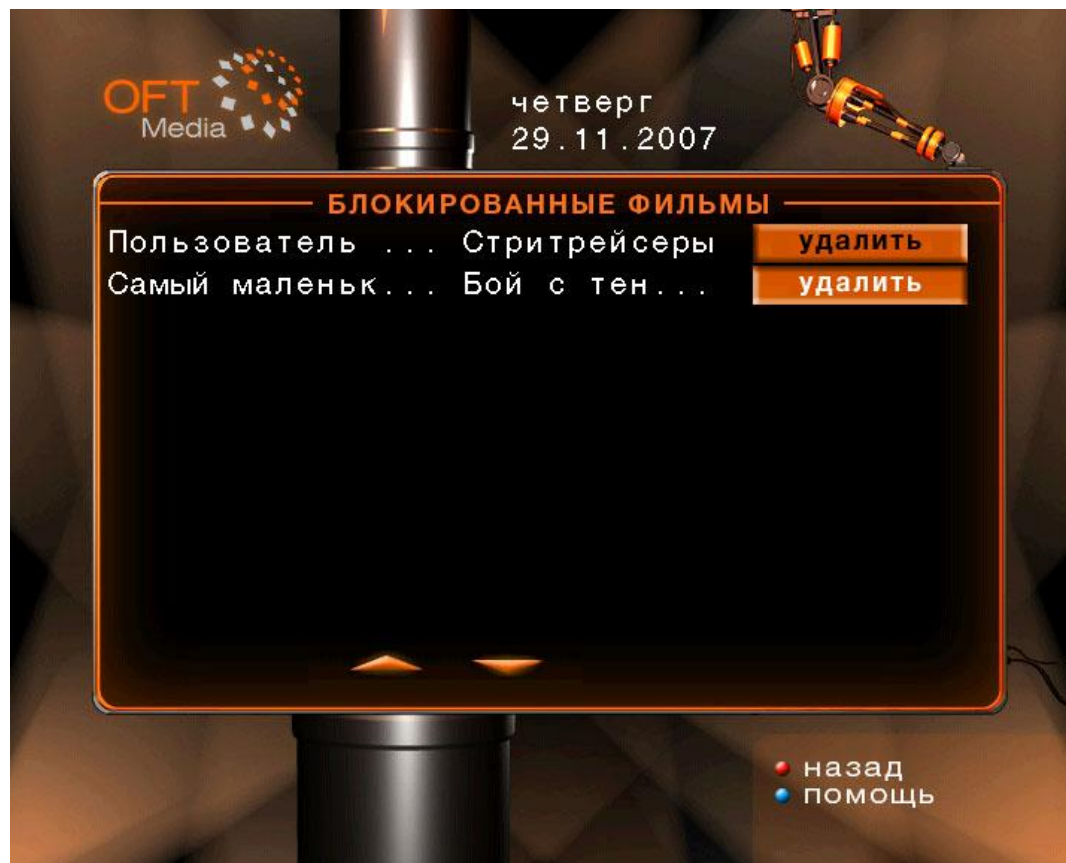 OFT
Media
четверг
29.11.2007
БЛОКИРОВАННЫЕ ФИЛЬМЫ
Пользователь ... Стритрейсеры удалить
Самый маленьк... Бой с тен... удалить
назад
помощь